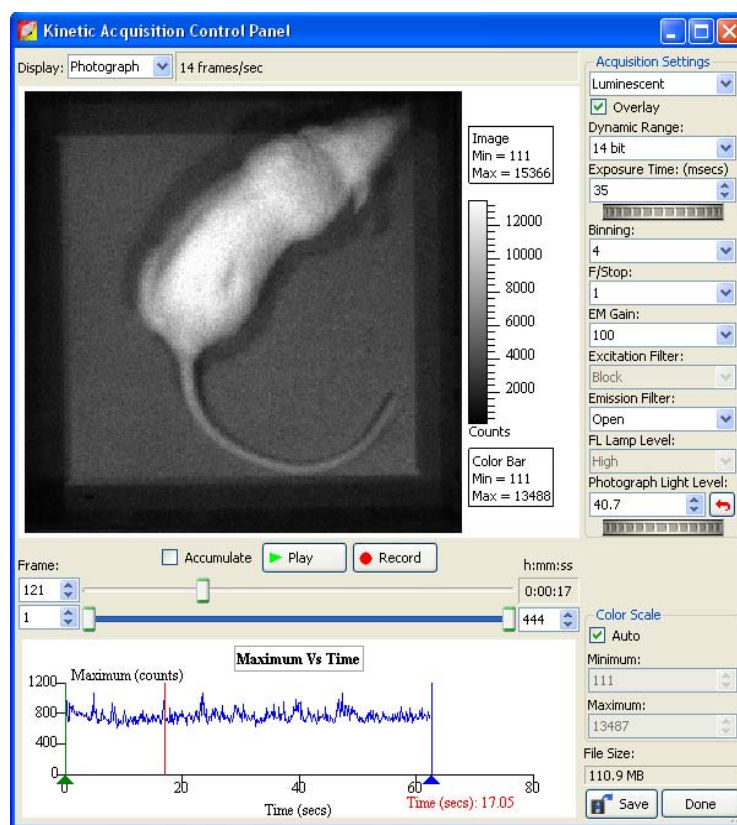 Kinetic Acquisition Control Panel
Display: Photograph 14 frames/sec
Image
Min = 111
Max = 15366
12000
10000
8000
6000
4000
2000
Counts
Color Bar
Min = 111
Max = 13488
Acquisition Settings
Luminescent
Overlay
Dynamic Range:
14 bit
Exposure Time: (msecs)
35
Binning:
4
F/Stop:
1
EM Gain:
100
Excitation Filter:
Block
Emission Filter:
Open
FL Lamp Level:
High
Photograph Light Level:
40.7
Frame: Accumulate Play Record h:mm:ss
121 0:00:17
1 444
Maximum Vs Time
Maximum (counts)
1200
800
400
0
0 20 40 60 80
Time (secs) Time (secs): 17.05
Color Scale
Auto
Minimum:
111
Maximum:
13487
File Size:
110.9 MB
Save Done